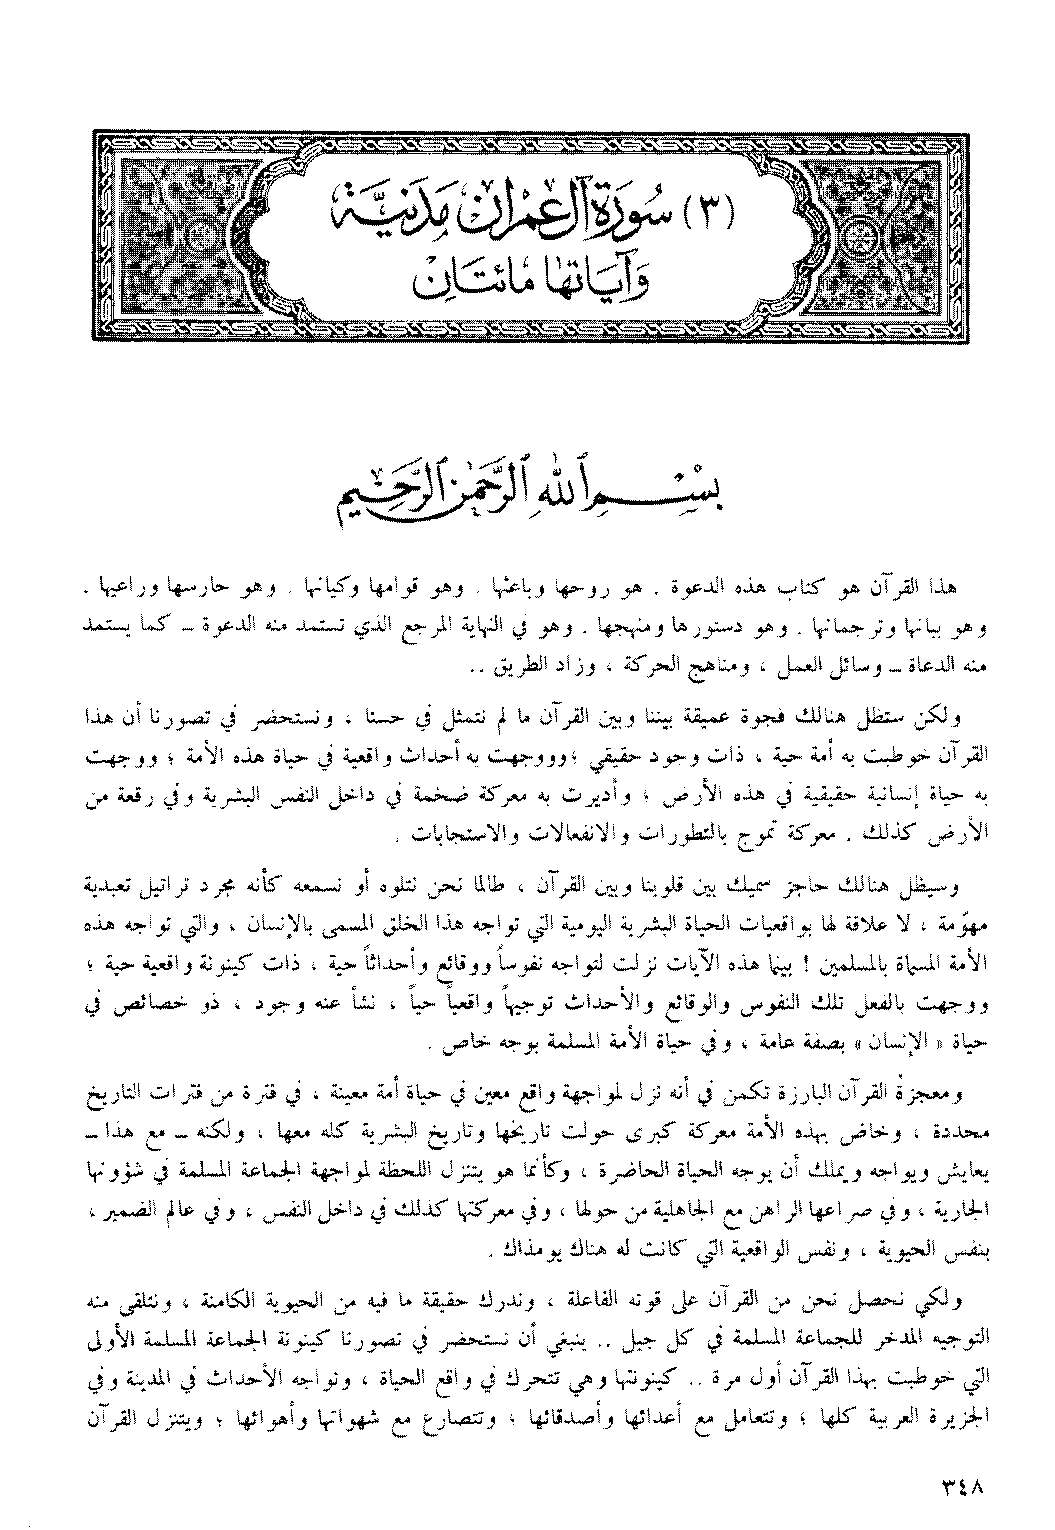 (٣) سُورَةِ آلِ عِمْرَانَ مَدَنِيَّة
وَآيَاتُهَا مَائتَانِ
بِسْمِ ٱللَّهِ ٱلرَّحْمَٰنِ ٱلرَّحِيمِ
هذا القرآن هو كتاب هذه الدعوة . هو روحها وباعثها . وهو قوامها وكيانها . وهو حارسها وراعيها .
وهو بيانها وترجمانها . وهو دستورها ومنهجها . وهو في النهاية المرجع الذي تستمد منه الدعوة – كما يستمد
منه الدعاة – وسائل العمل ، ومناهج الحركة ، وزاد الطريق ..
ولكن ستظل هنالك فجوة عميقة بيننا وبين القرآن ما لم نتمثل في حسنا ، ونستحضر في تصورنا أن هذا
القرآن خوطبت به أمة حية ، ذات وجود حقيقي ؛ وووجهت به أحداث واقعية في حياة هذه الأمة ؛ ووجهت
به حياة إنسانية حقيقية في هذه الأرض ؛ وأديرت به معركة ضخمة في داخل النفس البشرية وفي رقعة من
الأرض كذلك . معركة تموج بالتطورات والانفعالات والاستجابات .
وسيظل هنالك حاجز سميك بين قلوبنا وبين القرآن ، طالما نحن نتلوه أو نسمعه كأنه مجرد تراتيل تعبدية
مهوّمة ، لا علاقة لها بواقعيات الحياة البشرية اليومية التي تواجه هذا الخلق المسمى بالإنسان ، والتي تواجه هذه
الأمة المسماة بالمسلمين ! بينما هذه الآيات نزلت لتواجه نفوساً ووقائع وأحداثاً حية ، ذات كينونة واقعية حية ؛
ووجهت بالفعل تلك النفوس والوقائع والأحداث توجيهاً واقعياً حياً ، نشأ عنه وجود ، ذو خصائص في
حياة « الإنسان » بصفة عامة ، وفي حياة الأمة المسلمة بوجه خاص .
ومعجزةُ القرآن البارزة تكمن في أنه نزل لمواجهة واقع معين في حياة أمة معينة ، في فترة من فترات التاريخ
محددة ، وخاض بهذه الأمة معركة كبرى حولت تاريخها وتاريخ البشرية كله معها ، ولكنه – مع هذا –
يعايش ويواجه ويملك أن يوجه الحياة الحاضرة ، وكأنما هو يتنزل اللحظة لمواجهة الجماعة المسلمة في شؤونها
الجارية ، وفي صراعها الراهن مع الجاهلية من حولها ، وفي معركتها كذلك في داخل النفس ، وفي عالم الضمير ،
بنفس الحيوية ، ونفس الواقعية التي كانت له هناك يومذاك .
ولكي نحصل نحن من القرآن على قوته الفاعلة ، وندرك حقيقة ما فيه من الحيوية الكامنة ، ونتلقى منه
التوجيه المدخر للجماعة المسلمة في كل جيل .. ينبغي أن نستحضر في تصورنا كينونة الجماعة المسلمة الأولى
التي خوطبت بهذا القرآن أول مرة .. كينونتها وهي تتحرك في واقع الحياة ، وتواجه الأحداث في المدينة وفي
الجزيرة العربية كلها ؛ وتتعامل مع أعدائها وأصدقائها ؛ وتتصارع مع شهواتها وأهوائها ؛ ويتنزل القرآن
٣٤٨